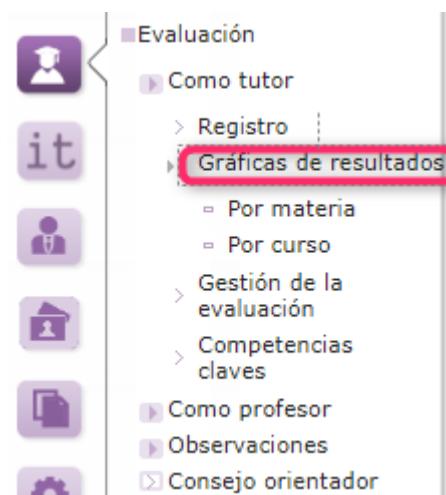 Evaluación
Como tutor
Registro
it
Gráficas de resultados
Por materia
Por curso
Gestión de la
evaluación
Competencias
claves
Como profesor
Observaciones
Consejo orientador